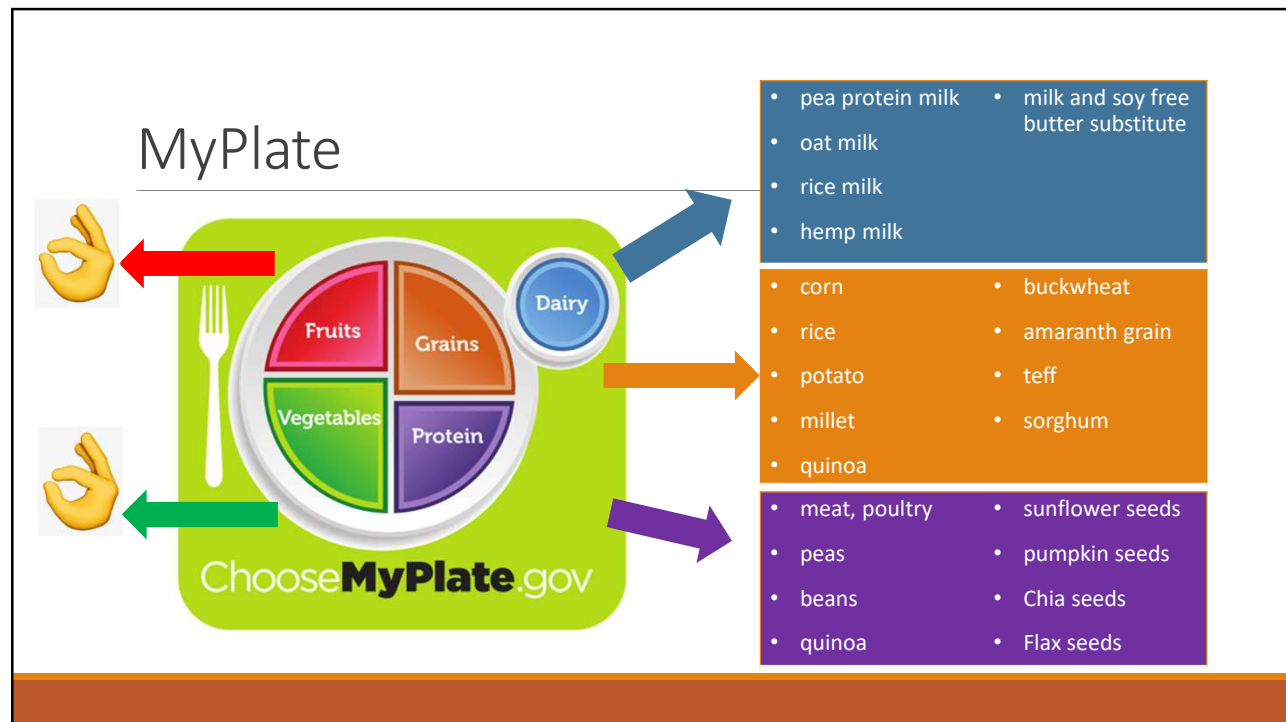 MyPlate
Fruits
Grains
Dairy
Vegetables
Protein
ChooseMyPlate.gov
• pea protein milk
• oat milk
• rice milk
• hemp milk
• milk and soy free
butter substitute
• corn
• rice
• potato
• millet
• quinoa
• buckwheat
• amaranth grain
• teff
• sorghum
• meat, poultry
• peas
• beans
• quinoa
• sunflower seeds
• pumpkin seeds
• Chia seeds
• Flax seeds